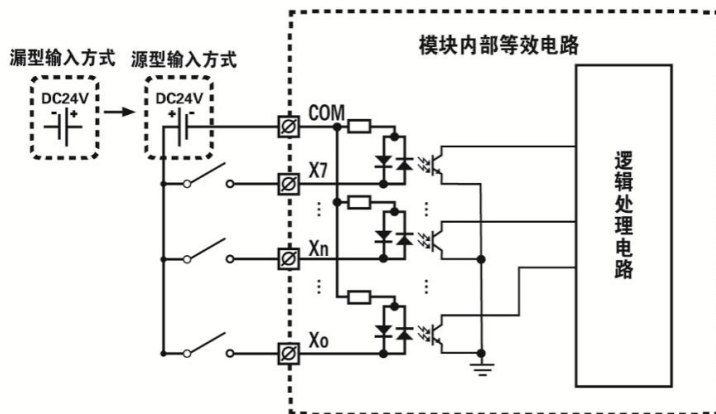 模块内部等效电路
漏型输入方式
源型输入方式
DC24V
- +
DC24V
+ -
COM
X7
Xn
Xo
逻辑处理电路